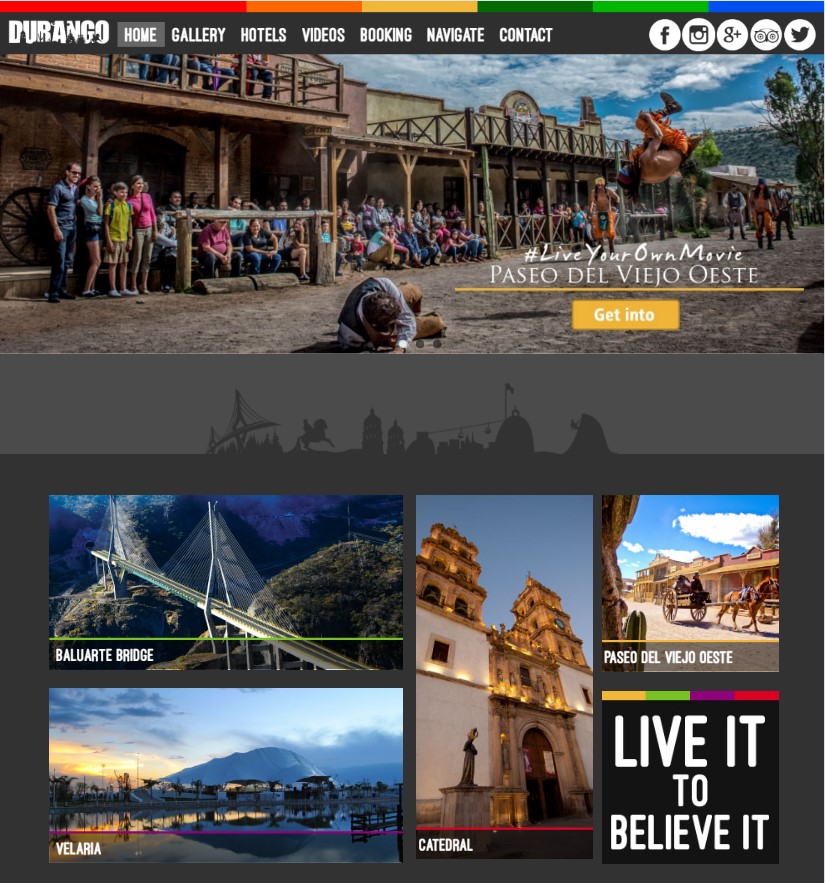 DURANGO
HOME GALLERY HOTELS VIDEOS BOOKING NAVIGATE CONTACT
#LiveYourOwnMovie
PASEO DEL VIEJO OESTE
Get into
BALUARTE BRIDGE
PASEO DEL VIEJO OESTE
LIVE IT
TO
BELIEVE IT
VELARIA
CATEDRAL